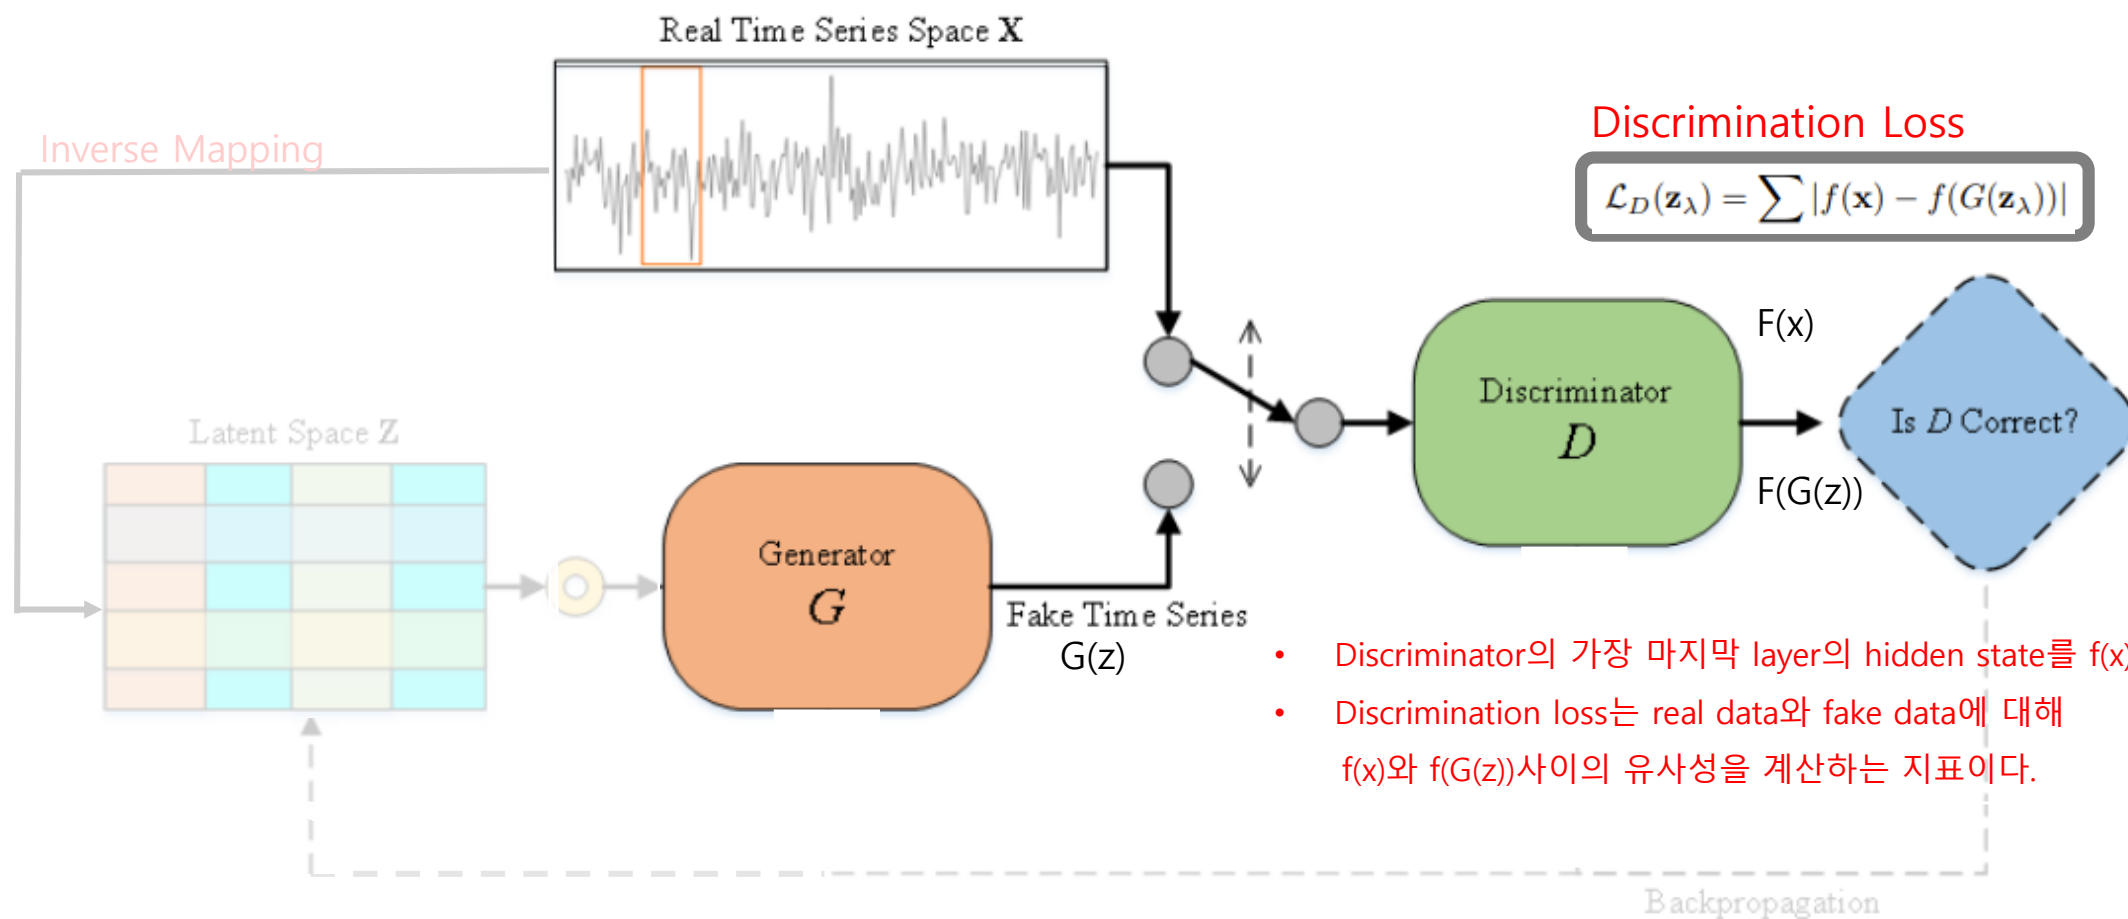 Real Time Series Space X
Inverse Mapping
Discrimination Loss
𝓛_D(𝐳_λ) = ∑ |f(𝐱) − f(G(𝐳_λ))|
F(x)
Discriminator
D
Is D Correct?
Latent Space Z
F(G(z))
Generator
G
Fake Time Series
G(z)
• Discriminator의 가장 마지막 layer의 hidden state를 f(x)
• Discrimination loss는 real data와 fake data에 대해
f(x)와 f(G(z))사이의 유사성을 계산하는 지표이다.
Backpropagation